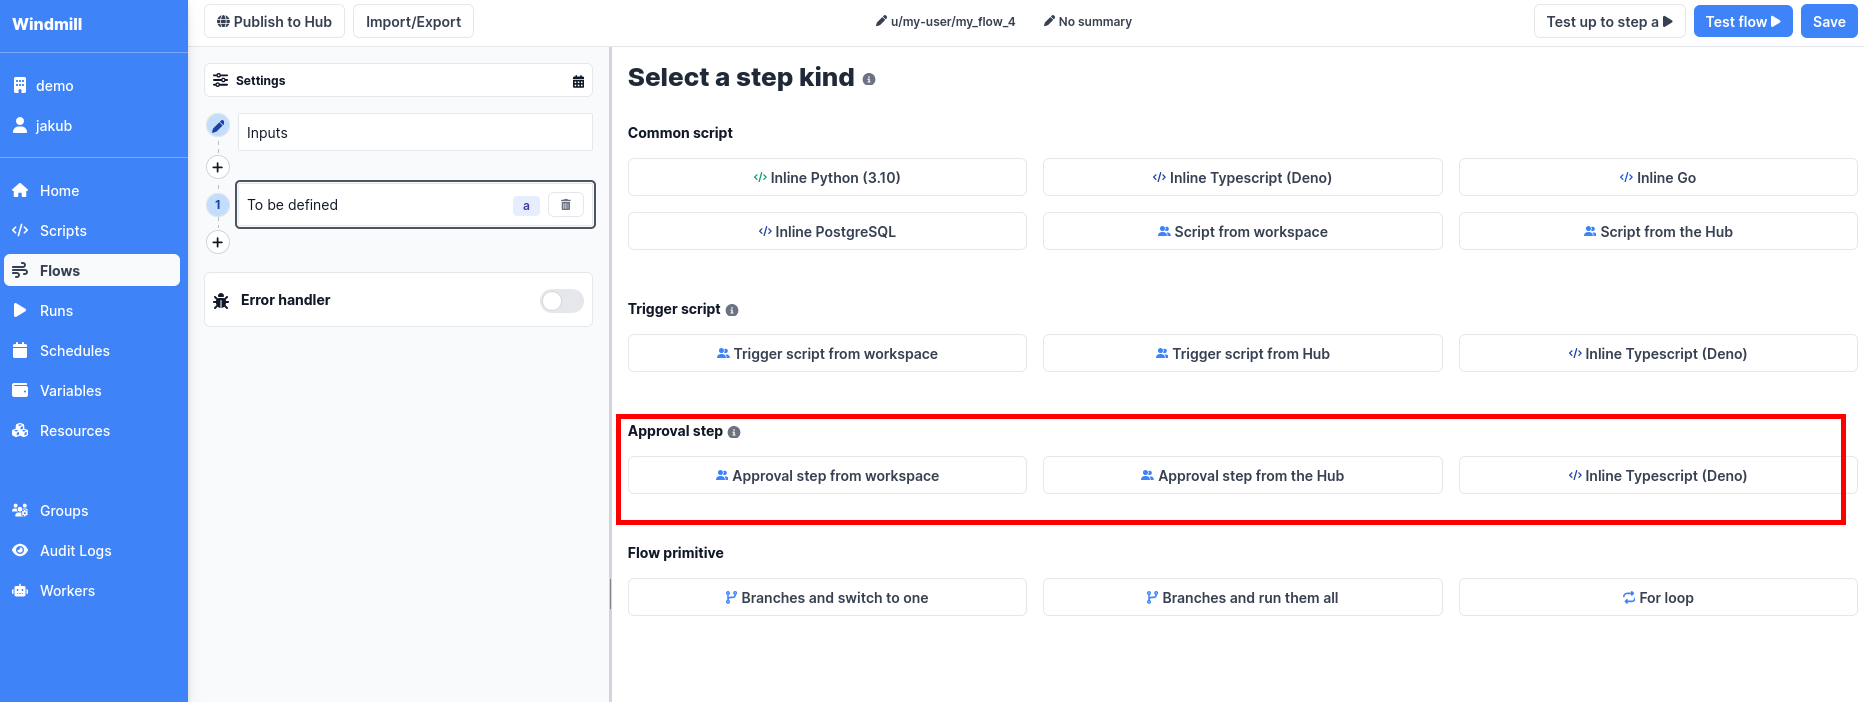 Windmill
demo
jakub
Home
Scripts
Flows
Runs
Schedules
Variables
Resources
Groups
Audit Logs
Workers
Publish to Hub
Import/Export
u/my-user/my_flow_4
No summary
Test up to step a
Test flow
Save
Settings
Inputs
1
To be defined
a
Error handler
Select a step kind
Common script
Inline Python (3.10)
Inline Typescript (Deno)
Inline Go
Inline PostgreSQL
Script from workspace
Script from the Hub
Trigger script
Trigger script from workspace
Trigger script from Hub
Inline Typescript (Deno)
Approval step
Approval step from workspace
Approval step from the Hub
Inline Typescript (Deno)
Flow primitive
Branches and switch to one
Branches and run them all
For loop